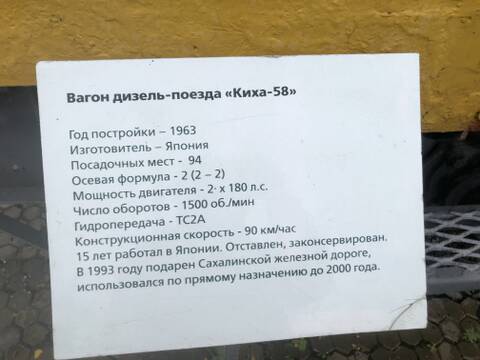 Вагон дизель-поезда «Киха-58»
Год постройки – 1963
Изготовитель – Япония
Посадочных мест - 94
Осевая формула - 2 (2 – 2)
Мощность двигателя - 2· x 180 л.с.
Число оборотов - 1500 об./мин
Гидропередача - ТС2А
Конструкционная скорость - 90 км/час
15 лет работал в Японии. Отставлен, законсервирован.
В 1993 году подарен Сахалинской железной дороге,
использовался по прямому назначению до 2000 года.